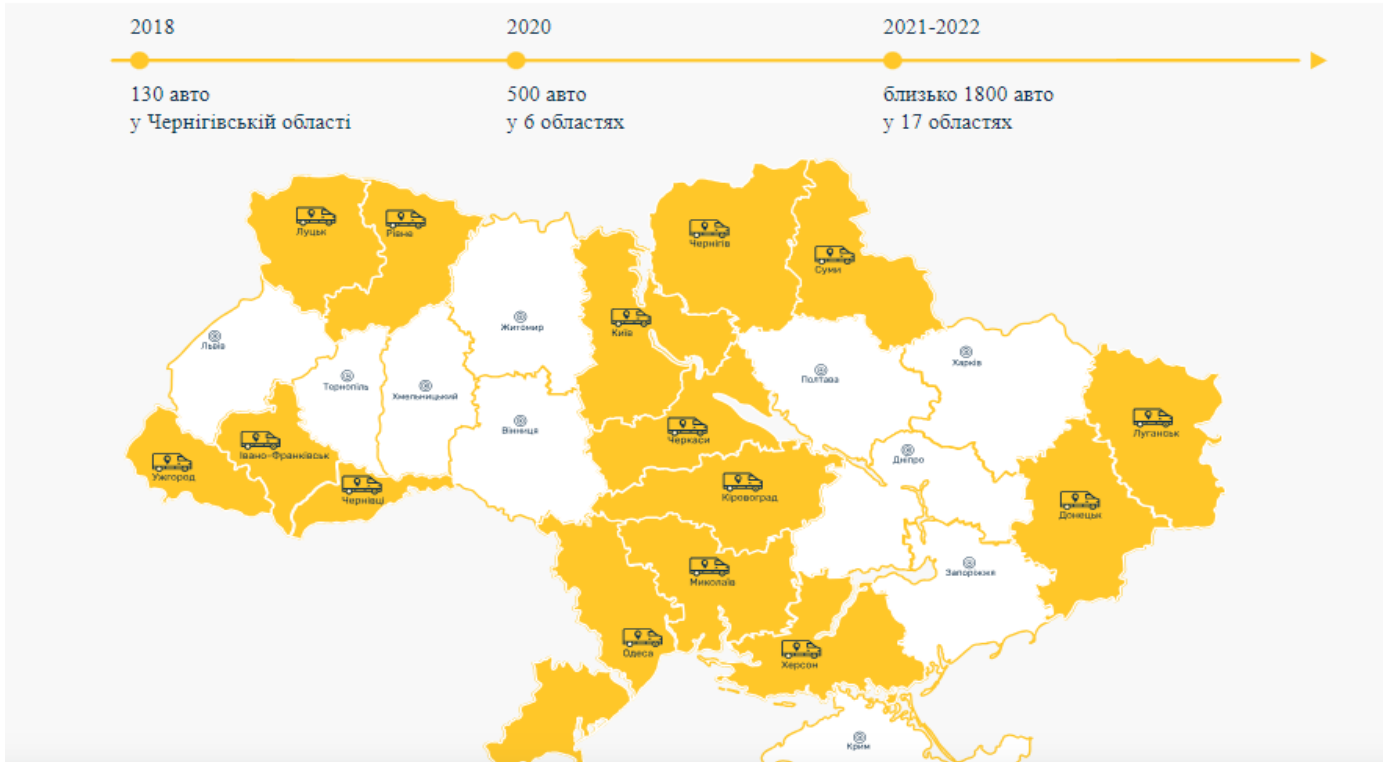 2018
2020
2021-2022
130 авто
у Чернігівській області
500 авто
у 6 областях
близько 1800 авто
у 17 областях
Луцьк
Рівне
Чернігів
Суми
Житомир
Київ
Львів
Харків
Торнопіль
Полтава
Хмельницький
Вінниця
Черкаси
Луганськ
Івано-Франківськ
Дніпро
Ужгород
Чернівці
Кіровоград
Донецьк
Миколаїв
Запорожжя
Одеса
Херсон
Крим